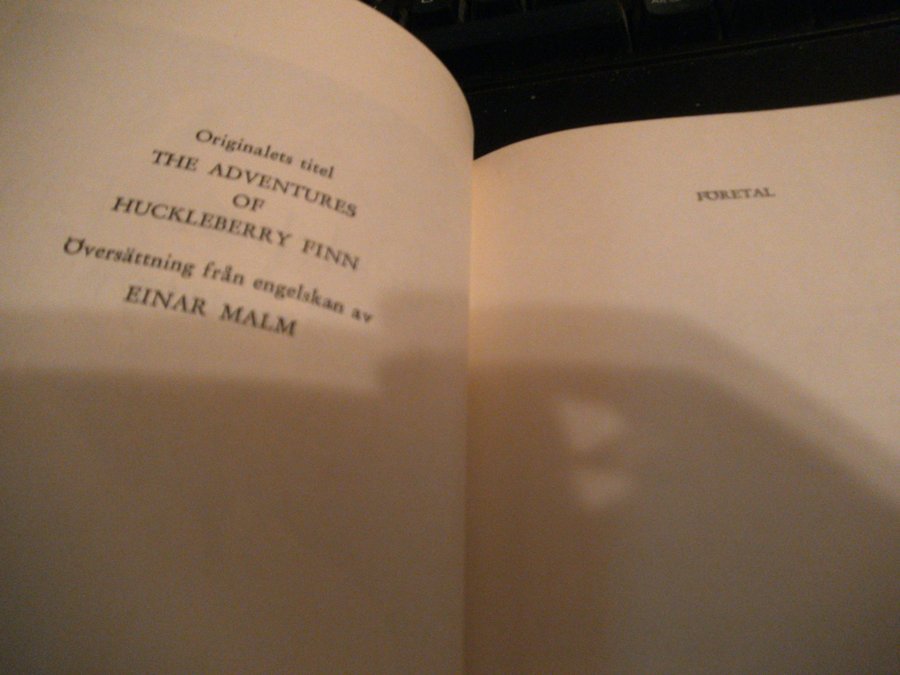 Originalets titel
THE ADVENTURES
OF
HUCKLEBERRY FINN
Översättning från engelskan av
EINAR MALM
FÖRETAL